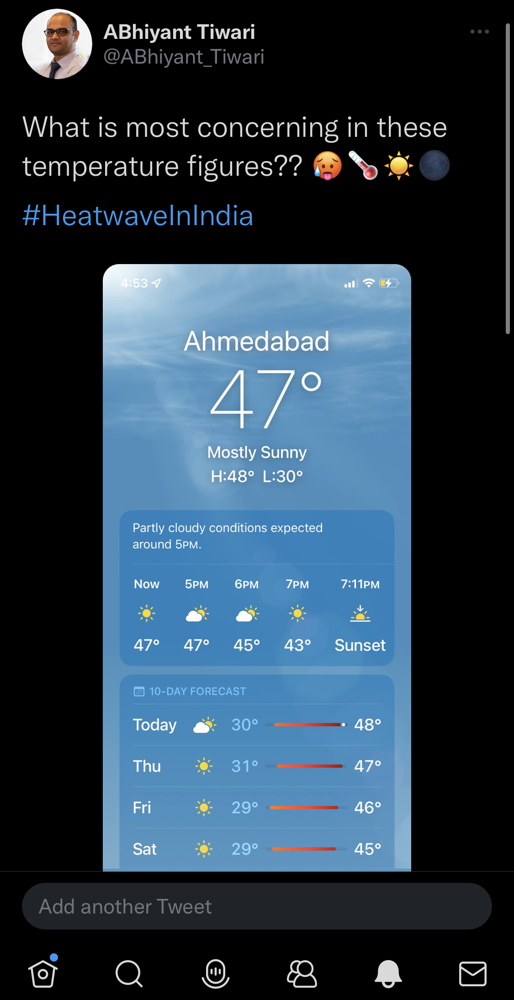 ABhiyant Tiwari
@ABhiyant_Tiwari
What is most concerning in these
temperature figures?? 🥵🌡️☀️🌑
#HeatwaveInIndia
4:53
Ahmedabad
47°
Mostly Sunny
H:48° L:30°
Partly cloudy conditions expected
around 5PM.
Now 5PM 6PM 7PM 7:11PM
47° 47° 45° 43° Sunset
10-DAY FORECAST
Today 30° 48°
Thu 31° 47°
Fri 29° 46°
Sat 29° 45°
Add another Tweet